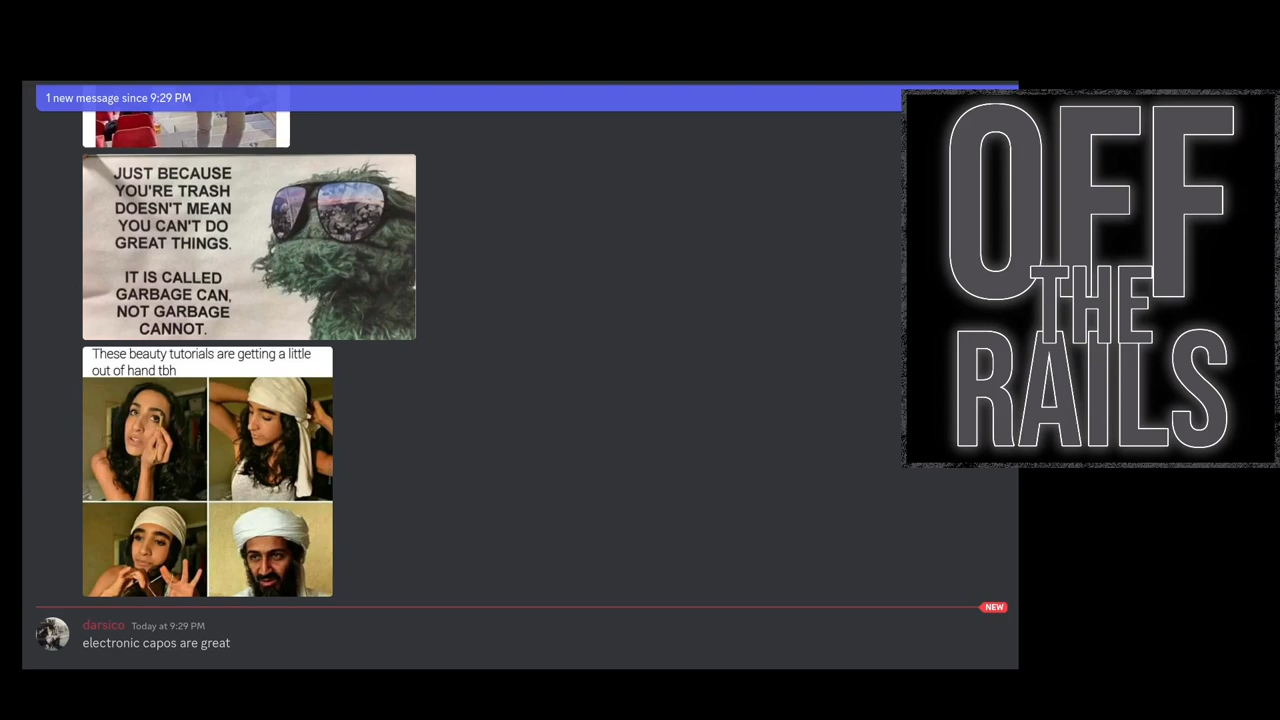 1 new message since 9:29 PM
JUST BECAUSE
YOU'RE TRASH
DOESN'T MEAN
YOU CAN'T DO
GREAT THINGS.
IT IS CALLED
GARBAGE CAN,
NOT GARBAGE
CANNOT.
These beauty tutorials are getting a little
out of hand tbh
NEW
darsico Today at 9:29 PM
electronic capos are great
OFF
THE
RAILS